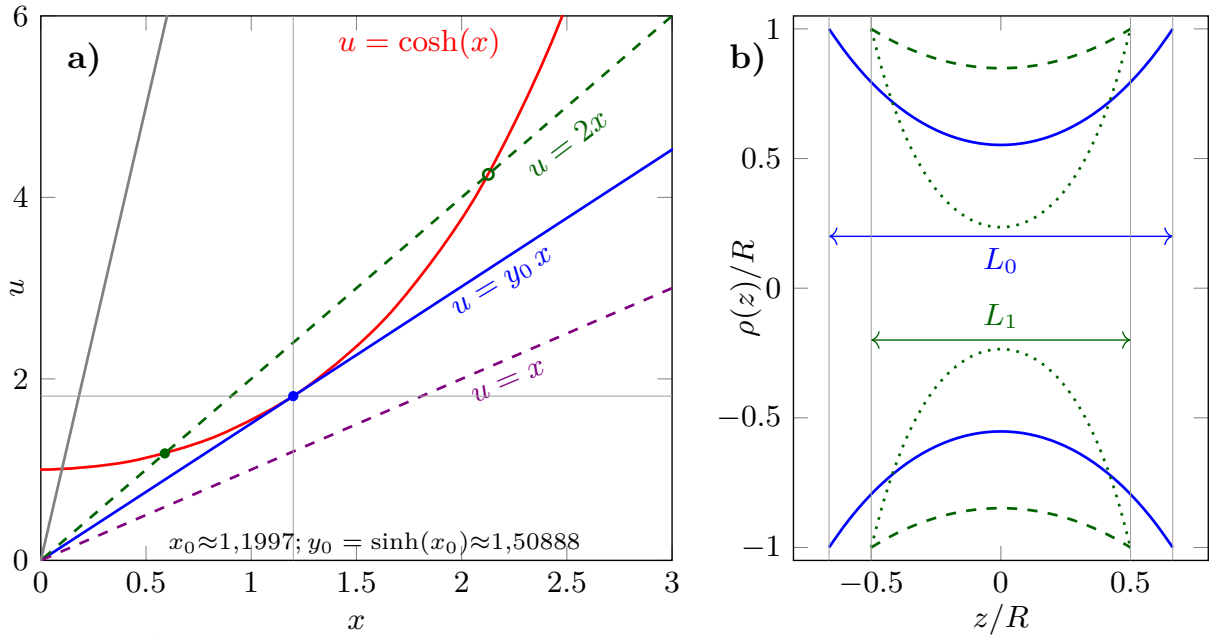 a)
u = cosh(x)
u = 2x
u = y₀ x
u = x
x₀≈1,1997; y₀ = sinh(x₀)≈1,50888
0
2
4
6
u
0 0.5 1 1.5 2 2.5 3
x
b)
L₀
L₁
1
0.5
0
−0.5
−1
ρ(z)/R
−0.5 0 0.5
z/R